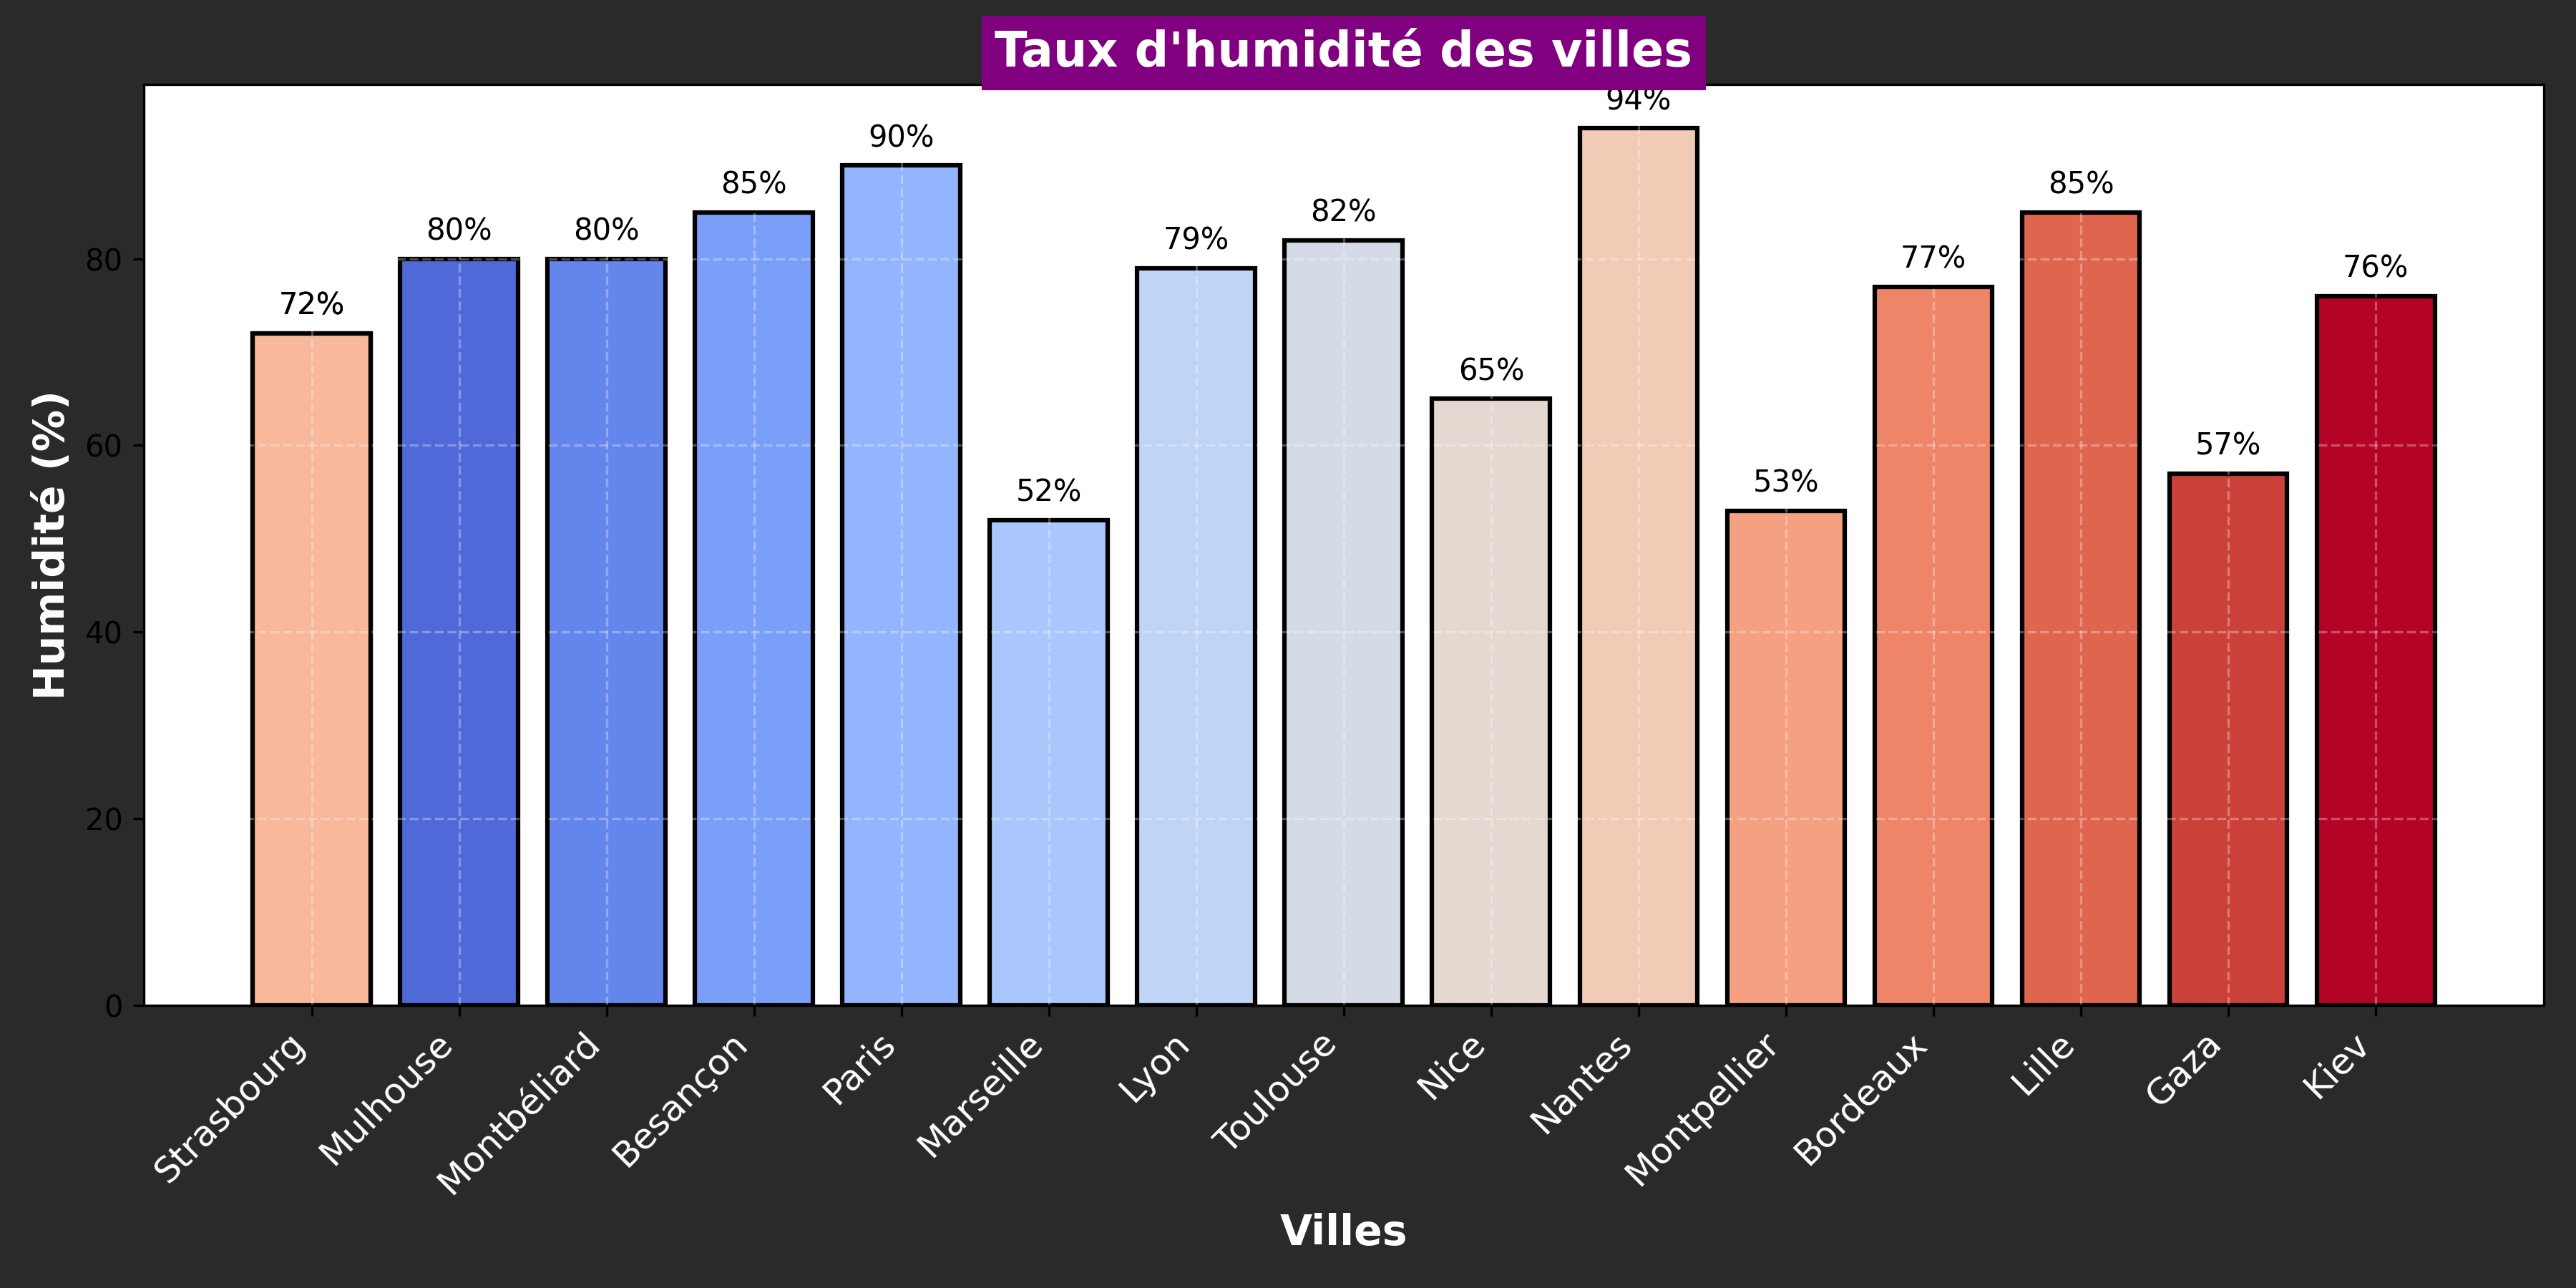 Taux d'humidité des villes
Humidité (%)
80
60
40
20
0
72%
80%
80%
85%
90%
52%
79%
82%
65%
94%
53%
77%
85%
57%
76%
Strasbourg
Mulhouse
Montbéliard
Besançon
Paris
Marseille
Lyon
Toulouse
Nice
Nantes
Montpellier
Bordeaux
Lille
Gaza
Kiev
Villes